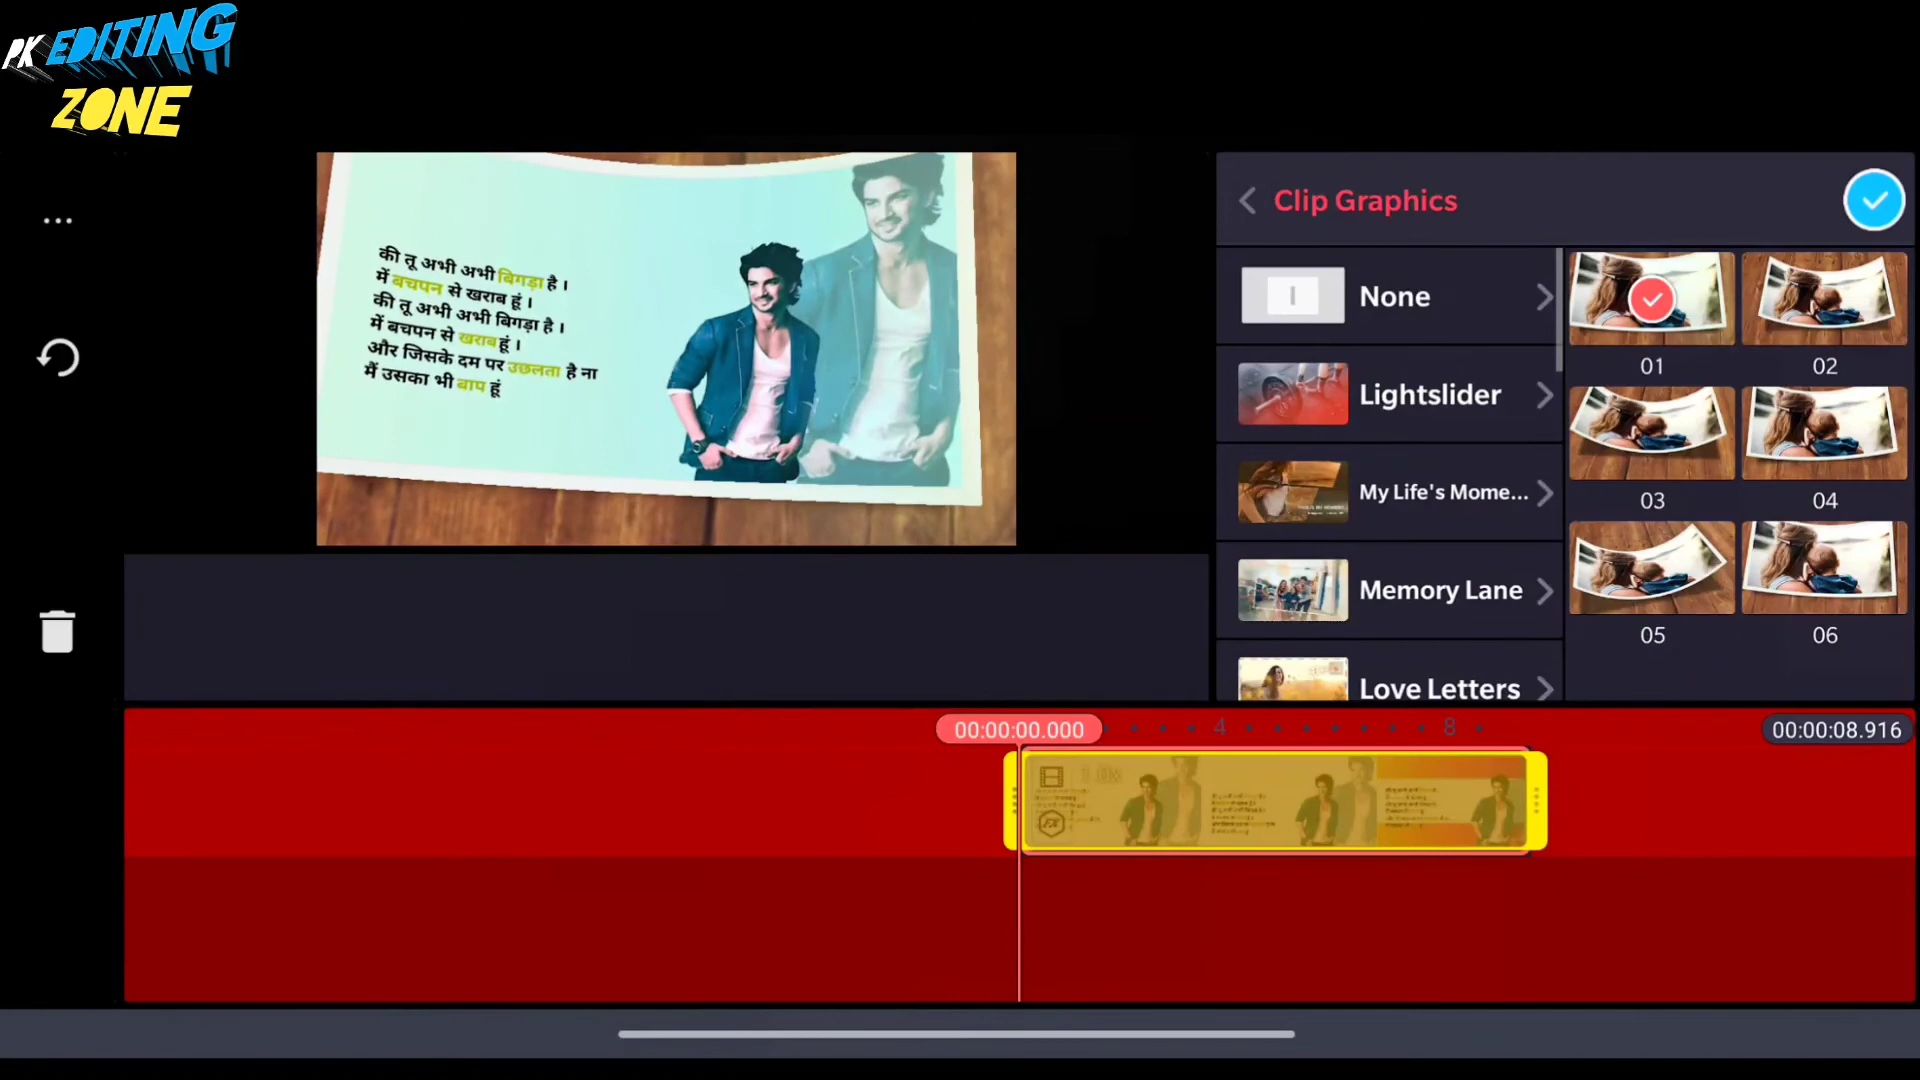 PK EDITING
ZONE
की तू अभी अभी बिगड़ा है ।
में बचपन से खराब हूं ।
की तू अभी अभी बिगड़ा है ।
में बचपन से खराब हूं ।
और जिसके दम पर उछलता है ना
मैं उसका भी बाप हूं
Clip Graphics
None
Lightslider
My Life's Mome...
Memory Lane
Love Letters
01
02
03
04
05
06
00:00:00.000
4
8
00:00:08.916
1.0x